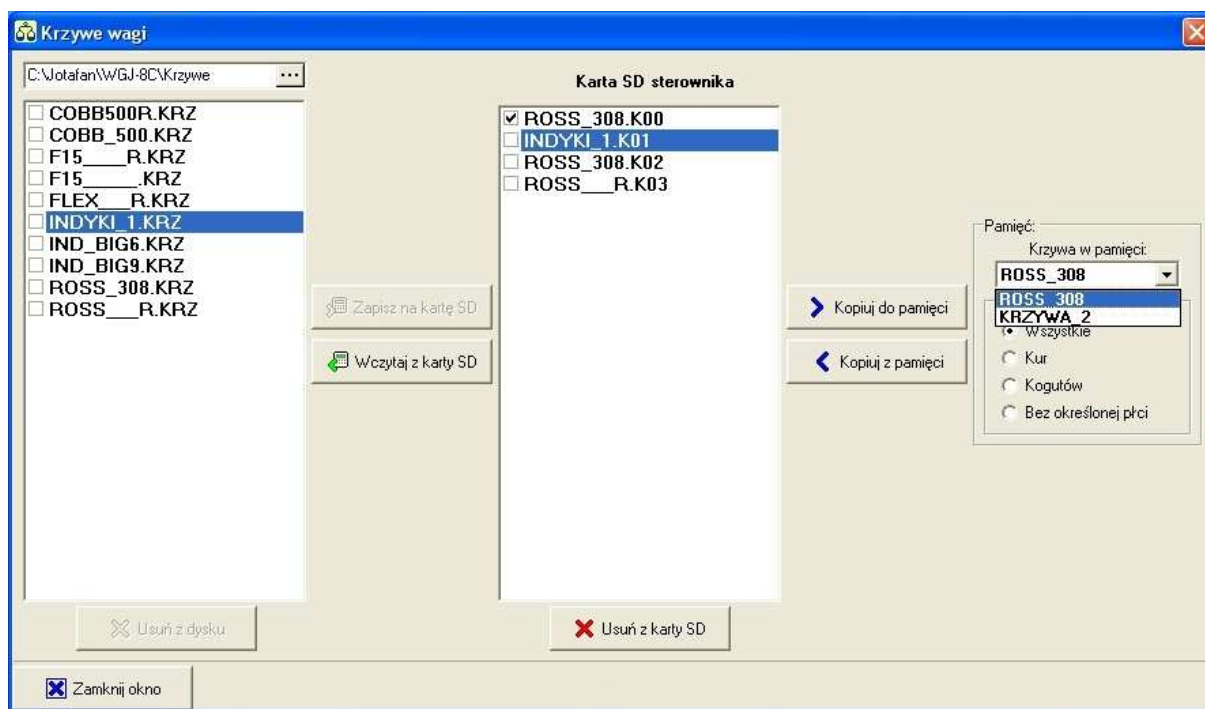 Krzywe wagi
C:\Jotafan\WGJ-8C\Krzywe ...
COBB500R.KRZ
COBB_500.KRZ
F15____R.KRZ
F15_____.KRZ
FLEX___R.KRZ
INDYKI_1.KRZ
IND_BIG6.KRZ
IND_BIG9.KRZ
ROSS_308.KRZ
ROSS___R.KRZ
Usuń z dysku
Zapisz na kartę SD
Wczytaj z karty SD
Karta SD sterownika
ROSS_308.K00
INDYKI_1.K01
ROSS_308.K02
ROSS___R.K03
Usuń z karty SD
Kopiuj do pamięci
Kopiuj z pamięci
Pamięć:
Krzywa w pamięci:
ROSS_308
ROSS_308
KRZYWA_2
Wszystkie
Kur
Kogutów
Bez określonej płci
Zamknij okno